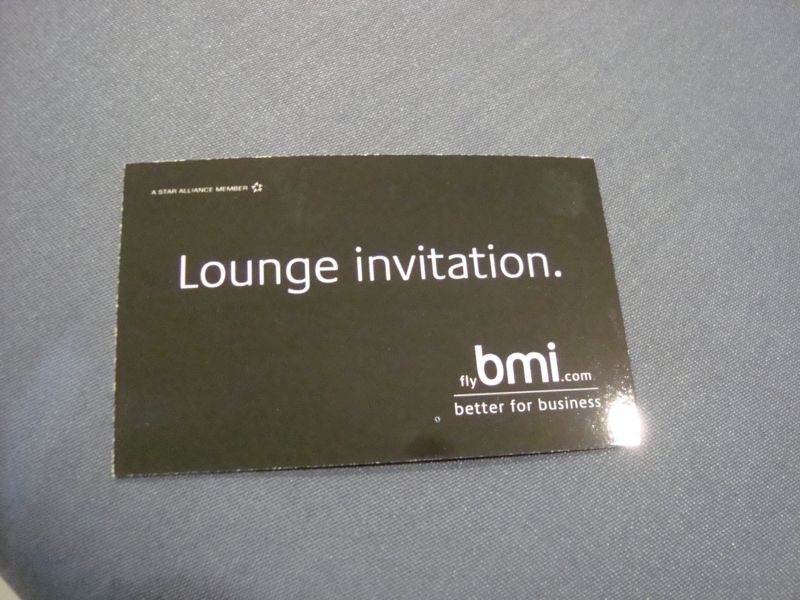 A STAR ALLIANCE MEMBER
Lounge invitation.
flybmi.com
better for business